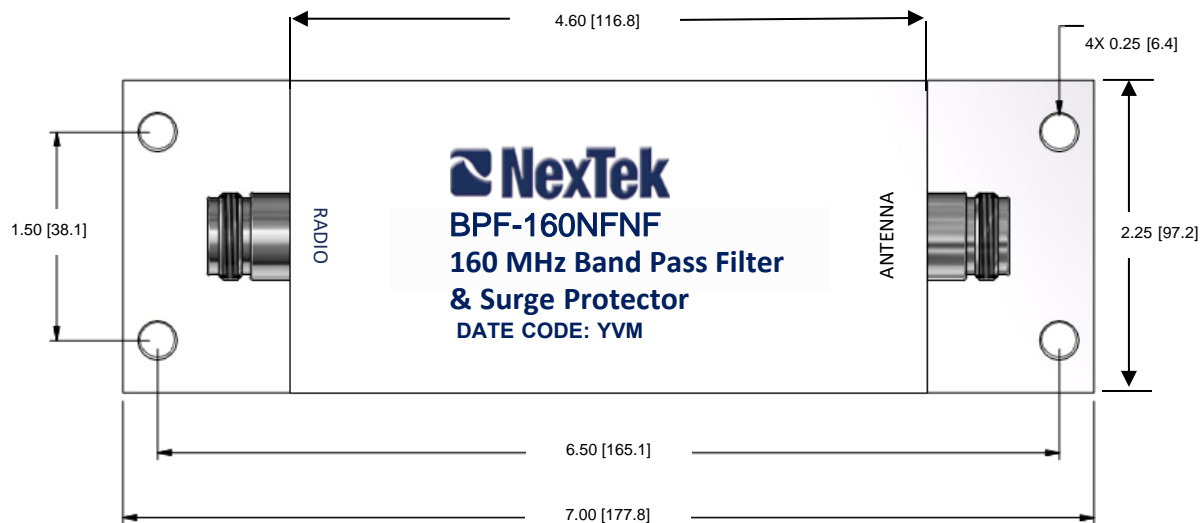 4.60 [116.8]
4X 0.25 [6.4]
NexTek
BPF-160NFNF
160 MHz Band Pass Filter
& Surge Protector
DATE CODE: YVM
RADIO
ANTENNA
1.50 [38.1]
2.25 [97.2]
6.50 [165.1]
7.00 [177.8]